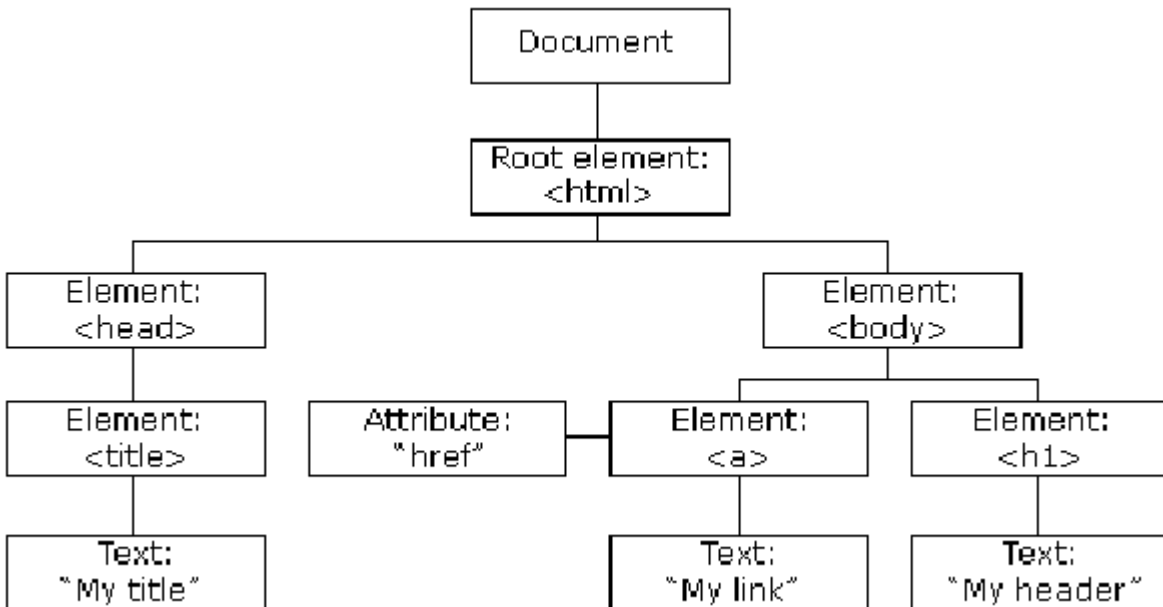 Document
Root element:
<html>
Element:
<head>
Element:
<body>
Element:
<title>
Attribute:
“href”
Element:
<a>
Element:
<h1>
Text:
“My title”
Text:
“My link”
Text:
“My header”